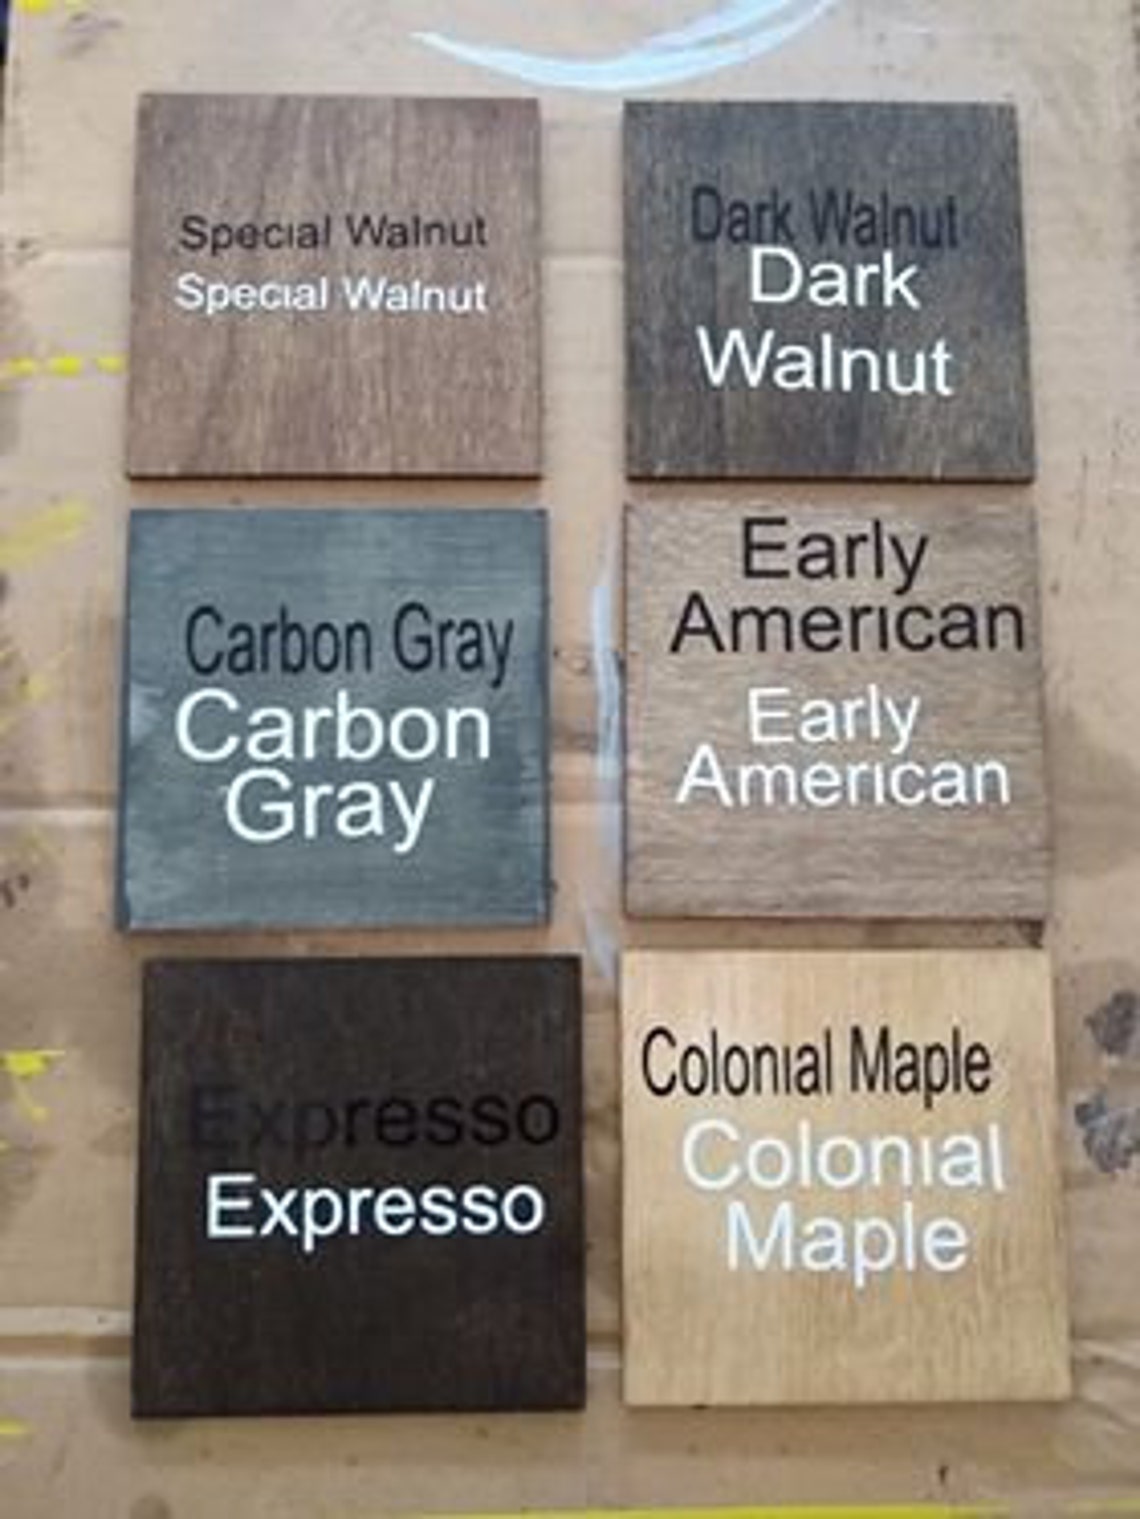 Special Walnut
Special Walnut
Dark Walnut
Dark
Walnut
Carbon Gray
Carbon
Gray
Early
American
Early
American
Expresso
Expresso
Colonial Maple
Colonial
Maple